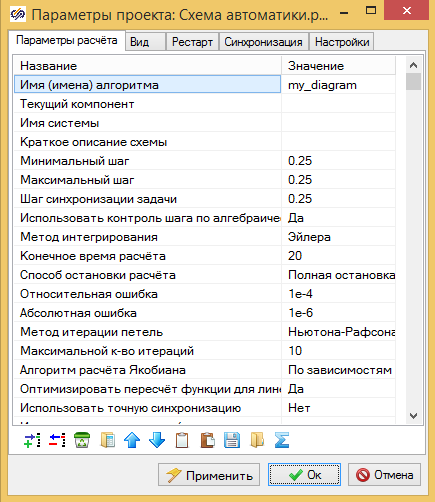 Параметры проекта: Схема автоматики.p...
Параметры расчёта Вид Рестарт Синхронизация Настройки
Название Значение
Имя (имена) алгоритма my_diagram
Текущий компонент
Имя системы
Краткое описание схемы
Минимальный шаг 0.25
Максимальный шаг 0.25
Шаг синхронизации задачи 0.25
Использовать контроль шага по алгебраичес Да
Метод интегрирования Эйлера
Конечное время расчёта 20
Способ остановки расчёта Полная остановка
Относительная ошибка 1e-4
Абсолютная ошибка 1e-6
Метод итерации петель Ньютона-Рафсона
Максимальной к-во итераций 10
Алгоритм расчёта Якобиана По зависимостям
Оптимизировать пересчёт функции для лине Да
Использовать точную синхронизацию Нет
Применить Ок Отмена